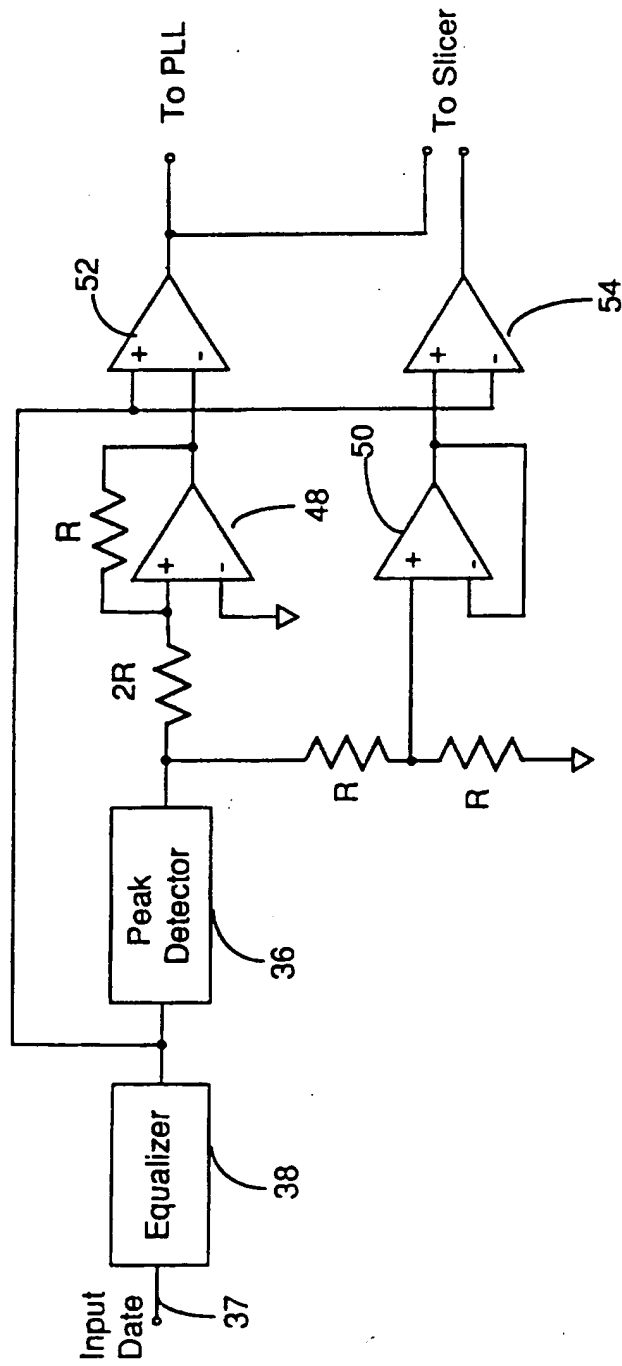 Input
Date
37
Equalizer
38
Peak
Detector
36
2R
R
+
-
48
R
R
+
-
50
+
-
52
+
-
54
To PLL
To Slicer